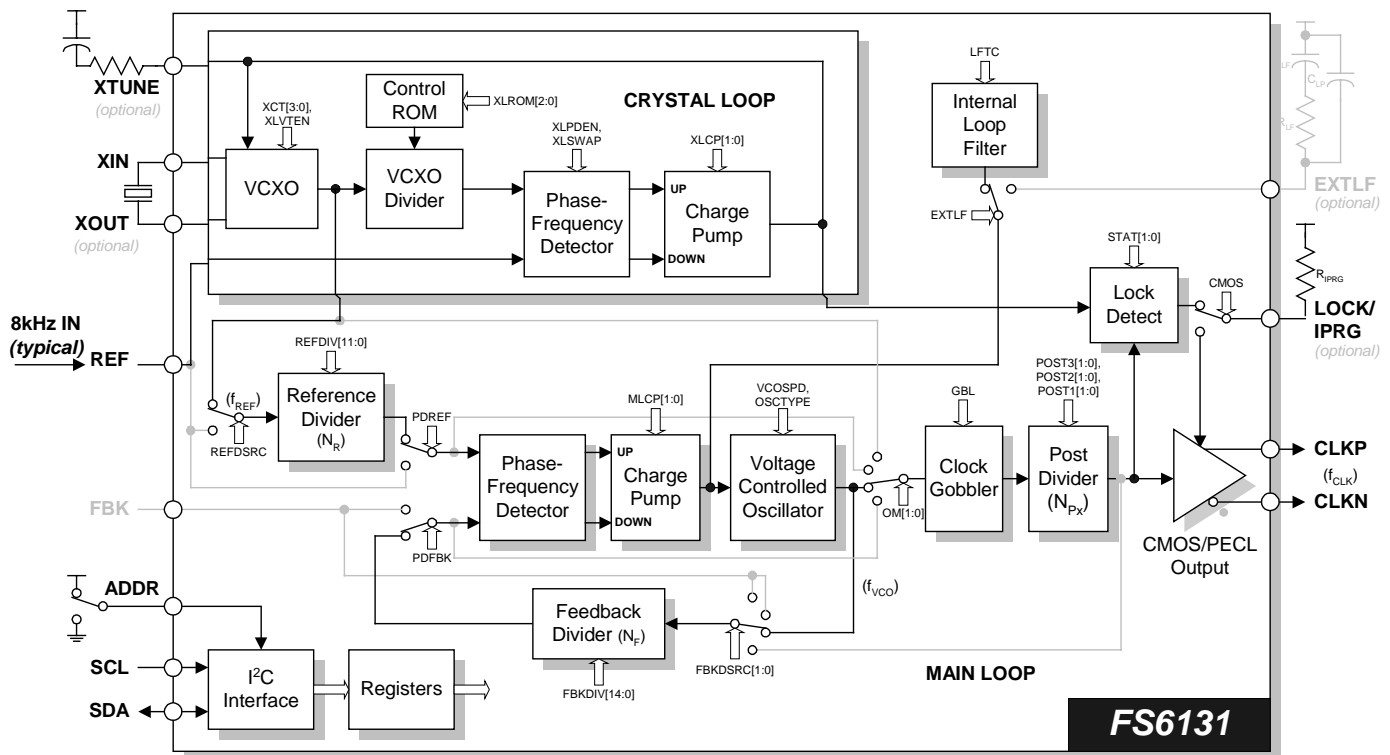 XTUNE
(optional)
XIN
XOUT
(optional)
8kHz IN
(typical)
REF
FBK
ADDR
SCL
SDA
CRYSTAL LOOP
XCT[3:0],
XLVTEN
VCXO
Control
ROM
XLROM[2:0]
VCXO
Divider
XLPDEN,
XLSWAP
Phase-
Frequency
Detector
XLCP[1:0]
UP
Charge
Pump
DOWN
LFTC
Internal
Loop
Filter
EXTLF
C_LP
R_LF
EXTLF
(optional)
STAT[1:0]
Lock
Detect
CMOS
R_IPRG
LOCK/
IPRG
(optional)
(f_REF)
REFDSRC
REFDIV[11:0]
Reference
Divider
(N_R)
PDREF
Phase-
Frequency
Detector
PDFBK
MLCP[1:0]
UP
Charge
Pump
DOWN
VCOSPD,
OSCTYPE
Voltage
Controlled
Oscillator
OM[1:0]
GBL
Clock
Gobbler
POST3[1:0],
POST2[1:0],
POST1[1:0]
Post
Divider
(N_Px)
CLKP
(f_CLK)
CLKN
CMOS/PECL
Output
(f_VCO)
Feedback
Divider (N_F)
FBKDIV[14:0]
FBKDSRC[1:0]
MAIN LOOP
I²C
Interface
Registers
FS6131